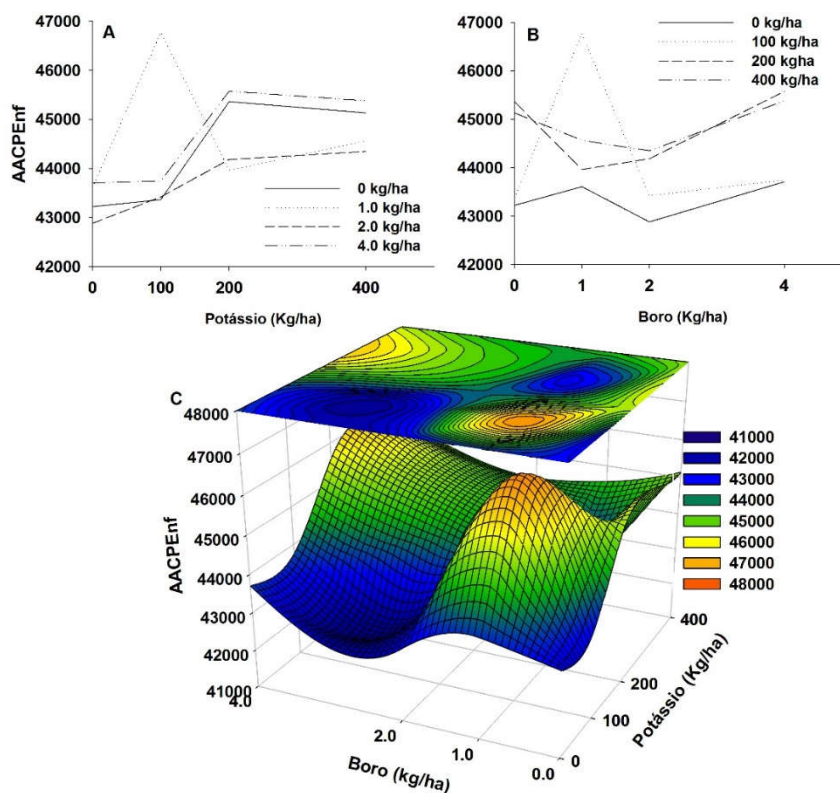 A
47000
46000
45000
44000
43000
42000
AACPEnf
0 kg/ha
1.0 kg/ha
2.0 kg/ha
4.0 kg/ha
0 100 200 400
Potássio (Kg/ha)
B
47000
46000
45000
44000
43000
42000
0 kg/ha
100 kg/ha
200 kgha
400 kg/ha
0 1 2 4
Boro (Kg/ha)
C
48000
47000
46000
45000
44000
43000
42000
41000
AACPEnf
4.0
2.0
1.0
0.0
Boro (kg/ha)
0
100
200
400
Potássio (Kg/ha)
41000
42000
43000
44000
45000
46000
47000
48000